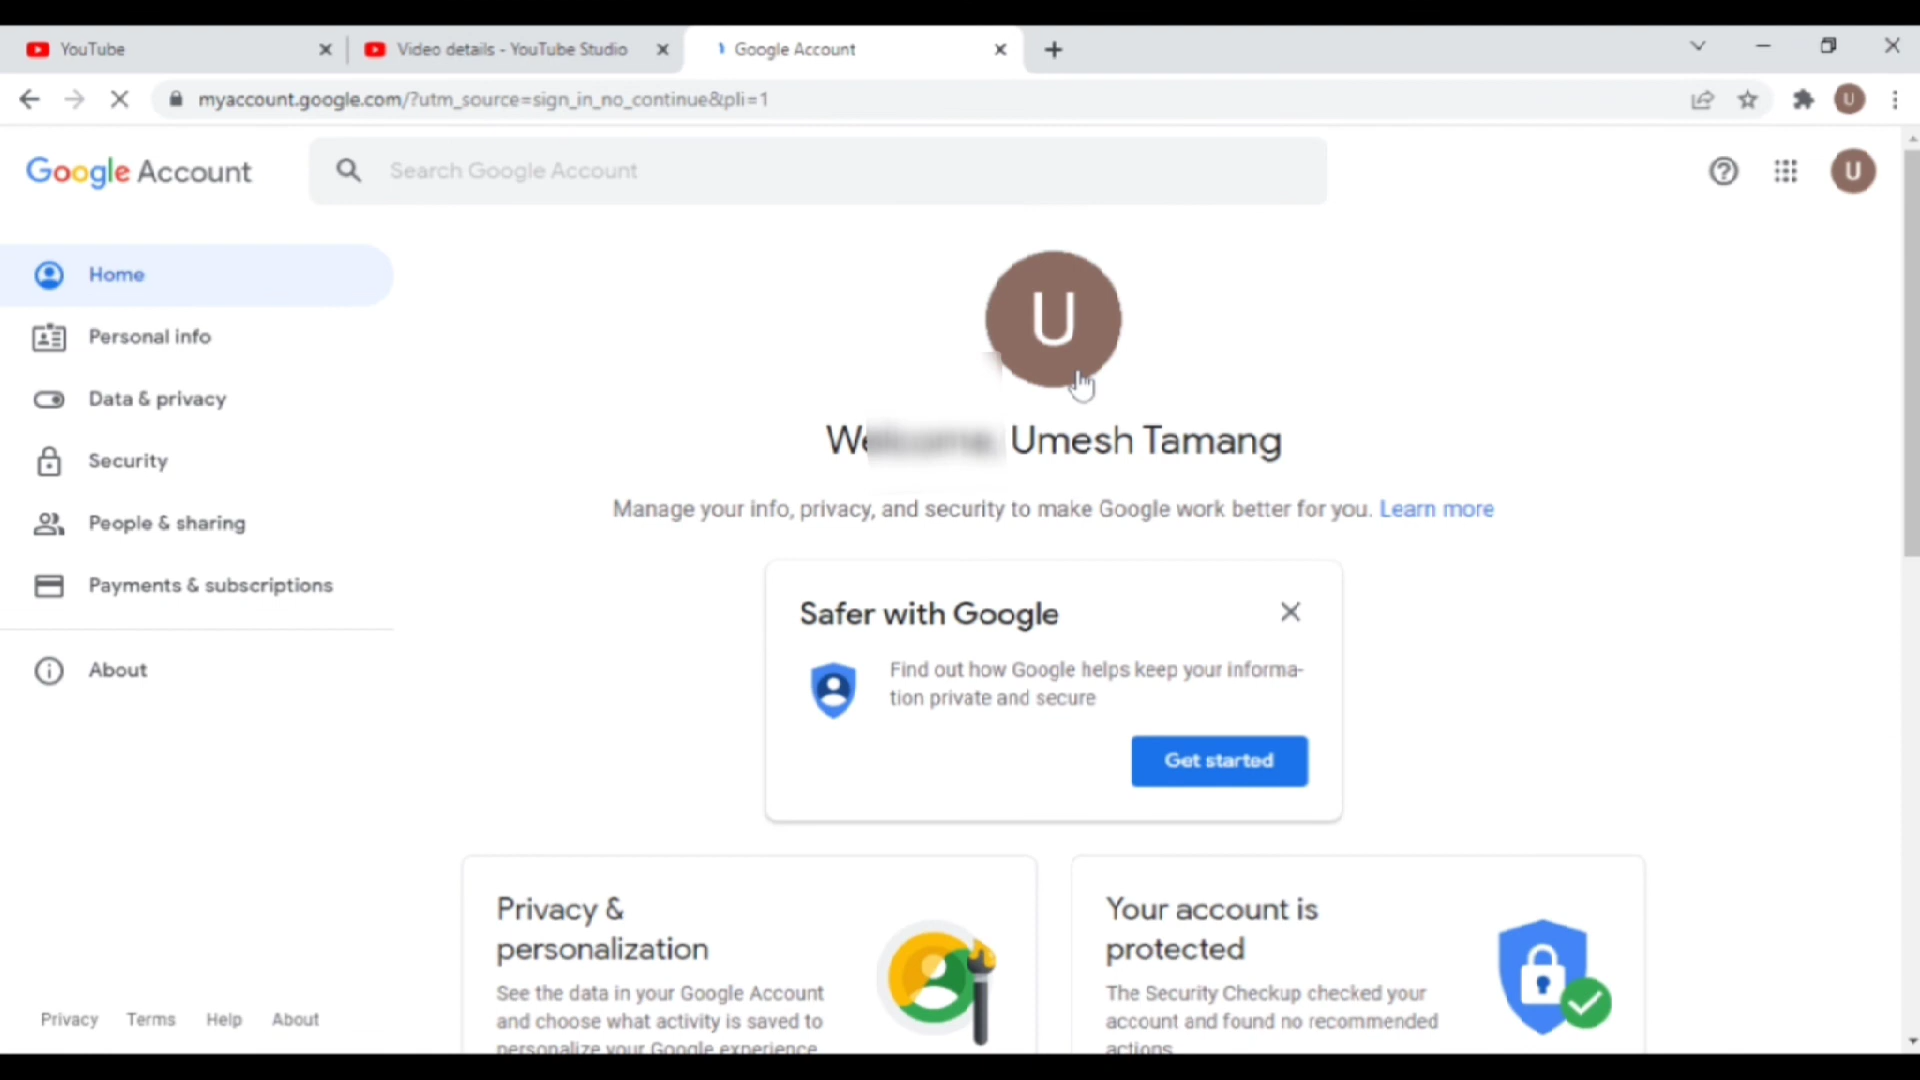 YouTube
Video details - YouTube Studio
Google Account
myaccount.google.com/?utm_source=sign_in_no_continue&pli=1
U
Google Account
Search Google Account
U
Home
Personal info
Data & privacy
Security
People & sharing
Payments & subscriptions
About
U
Umesh Tamang
Manage your info, privacy, and security to make Google work better for you. Learn more
Safer with Google
Find out how Google helps keep your informa-
tion private and secure
Get started
Privacy &
personalization
See the data in your Google Account
and choose what activity is saved to
personalize your Google experience
Your account is
protected
The Security Checkup checked your
account and found no recommended
actions
Privacy Terms Help About